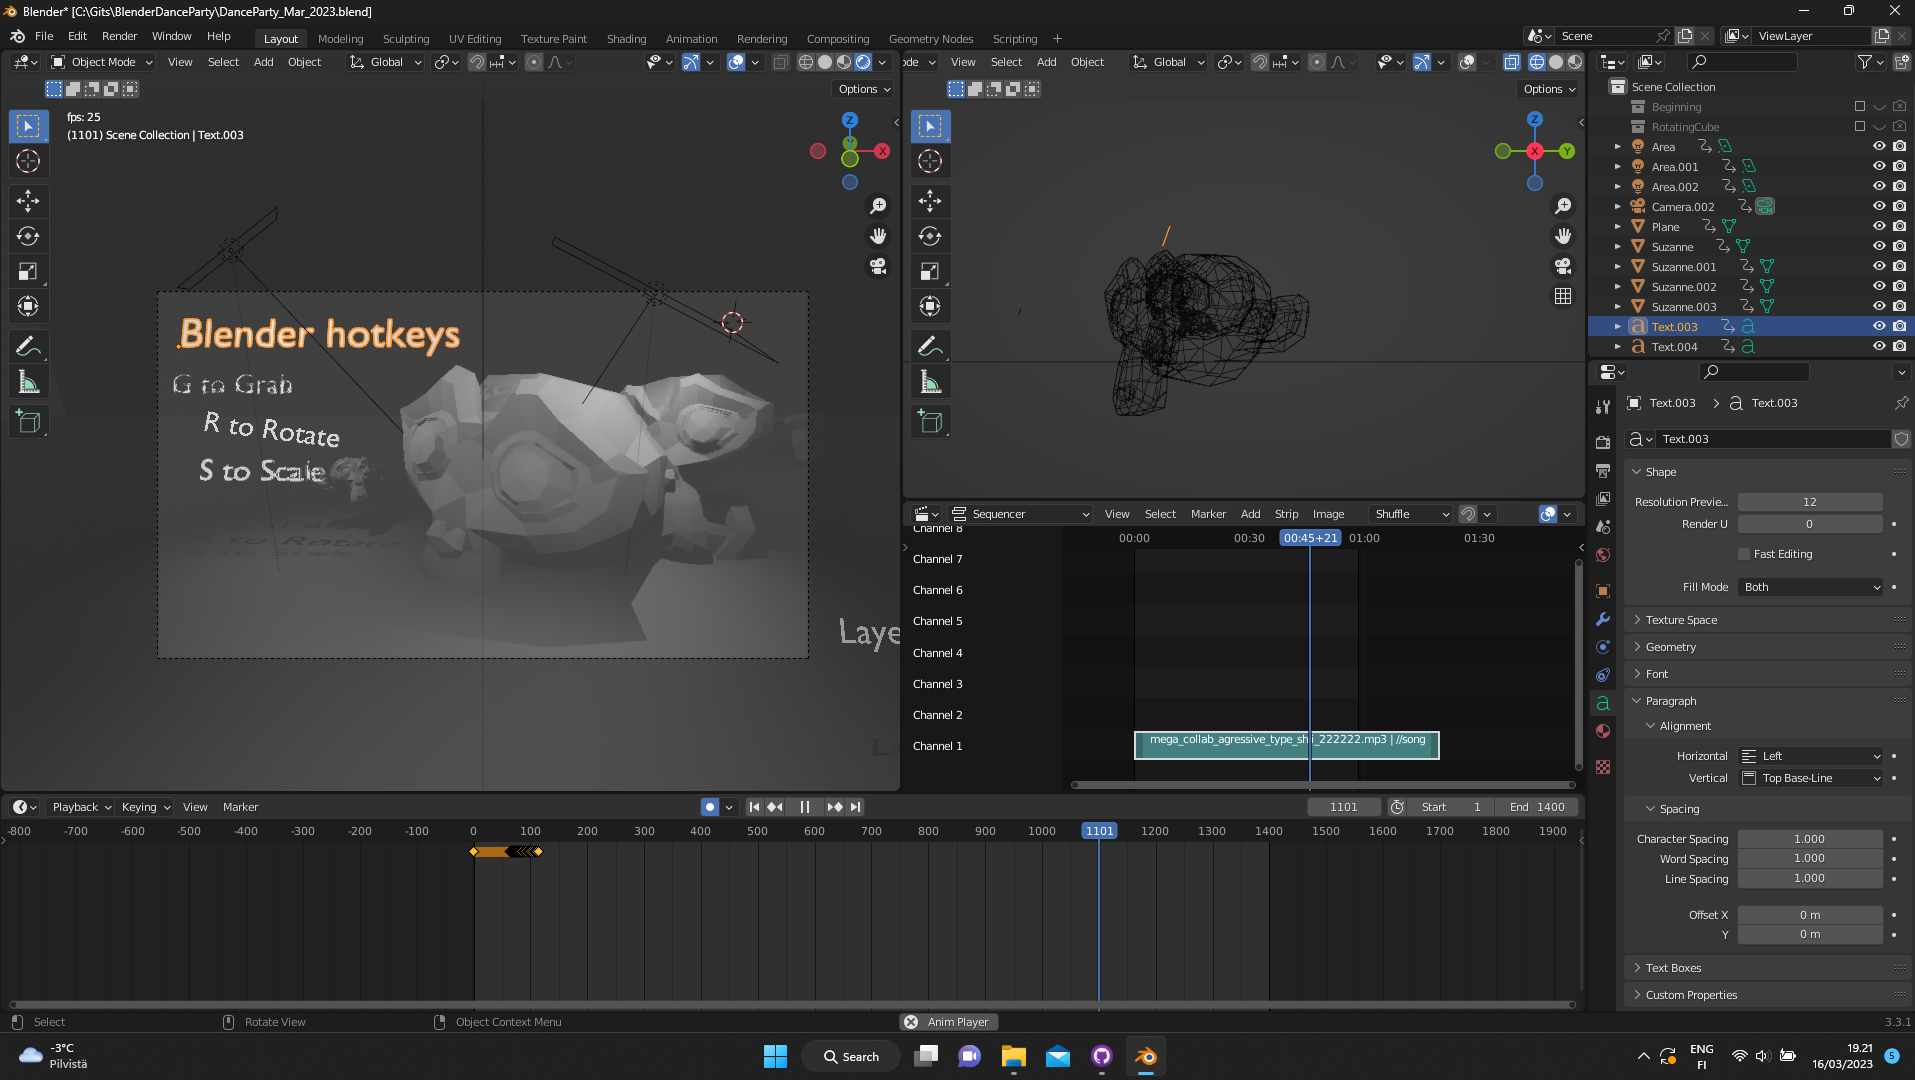 Blender* [C:\Gits\BlenderDanceParty\DanceParty_Mar_2023.blend]
File Edit Render Window Help Layout Modeling Sculpting UV Editing Texture Paint Shading Animation Rendering Compositing Geometry Nodes Scripting + Scene ViewLayer
Object Mode View Select Add Object Global
Options
fps: 25
(1101) Scene Collection | Text.003
Z
Y
X
Blender hotkeys
G to Grab
R to Rotate
S to Scale
to Rotate
Laye
La
ode View Select Add Object Global
Options
Z
X
Y
Sequencer View Select Marker Add Strip Image Shuffle
00:00 00:30 00:45+21 01:00 01:30
Channel 8
Channel 7
Channel 6
Channel 5
Channel 4
Channel 3
Channel 2
Channel 1
mega_collab_agressive_type_shi_222222.mp3 | //song
Scene Collection
Beginning
RotatingCube
Area
Area.001
Area.002
Camera.002
Plane
Suzanne
Suzanne.001
Suzanne.002
Suzanne.003
Text.003
Text.004
Text.003 > Text.003
Text.003
Shape
Resolution Previe... 12
Render U 0
Fast Editing
Fill Mode Both
Texture Space
Geometry
Font
Paragraph
Alignment
Horizontal Left
Vertical Top Base-Line
Spacing
Character Spacing 1.000
Word Spacing 1.000
Line Spacing 1.000
Offset X 0 m
Y 0 m
Text Boxes
Custom Properties
Playback Keying View Marker 1101 Start 1 End 1400
-800 -700 -600 -500 -400 -300 -200 -100 0 100 200 300 400 500 600 700 800 900 1000 1101 1200 1300 1400 1500 1600 1700 1800 1900
Select Rotate View Object Context Menu Anim Player 3.3.1
-3°C
Pilvistä
Search
ENG
FI
19.21
16/03/2023
5